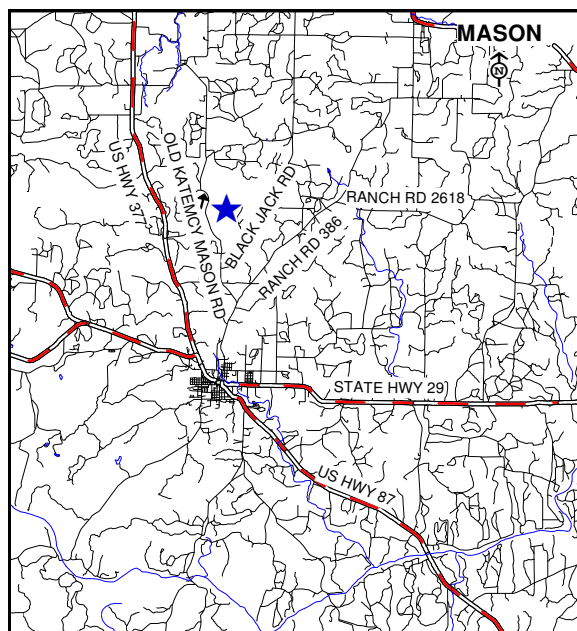 MASON
N
OLD KATEMCY MASON RD
US HWY 377
BLACK JACK RD
RANCH RD 2618
RANCH RD 386
STATE HWY 29
US HWY 87